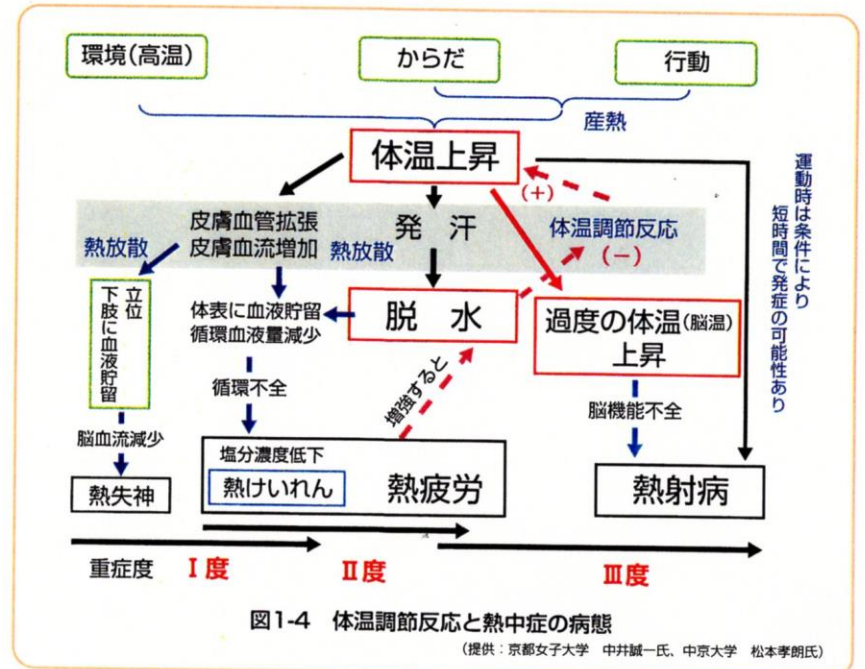 環境(高温)
からだ
行動
産熱
体温上昇
(+)
皮膚血管拡張
皮膚血流増加
熱放散
発 汗
熱放散
体温調節反応
(−)
運動時は条件により
短時間で発症の可能性あり
立位
下肢に血液貯留
体表に血液貯留
循環血液量減少
脱 水
過度の体温(脳温)
上昇
循環不全
増強すると
脳機能不全
脳血流減少
塩分濃度低下
熱失神
熱けいれん
熱疲労
熱射病
重症度
Ⅰ度
Ⅱ度
Ⅲ度
図1-4 体温調節反応と熱中症の病態
(提供:京都女子大学 中井誠一氏、中京大学 松本孝朗氏)